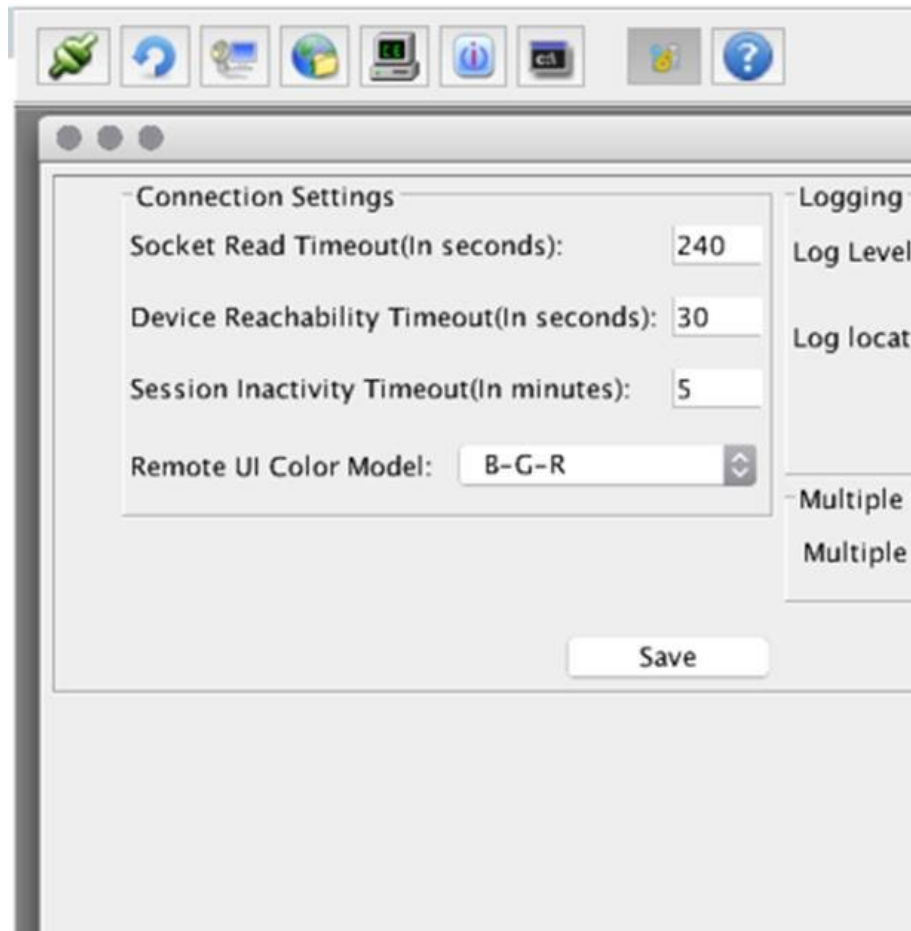 CE
c:\
?
Connection Settings
Socket Read Timeout(In seconds): 240
Device Reachability Timeout(In seconds): 30
Session Inactivity Timeout(In minutes): 5
Remote UI Color Model: B-G-R
Logging
Log Level
Log locat
Multiple
Multiple
Save